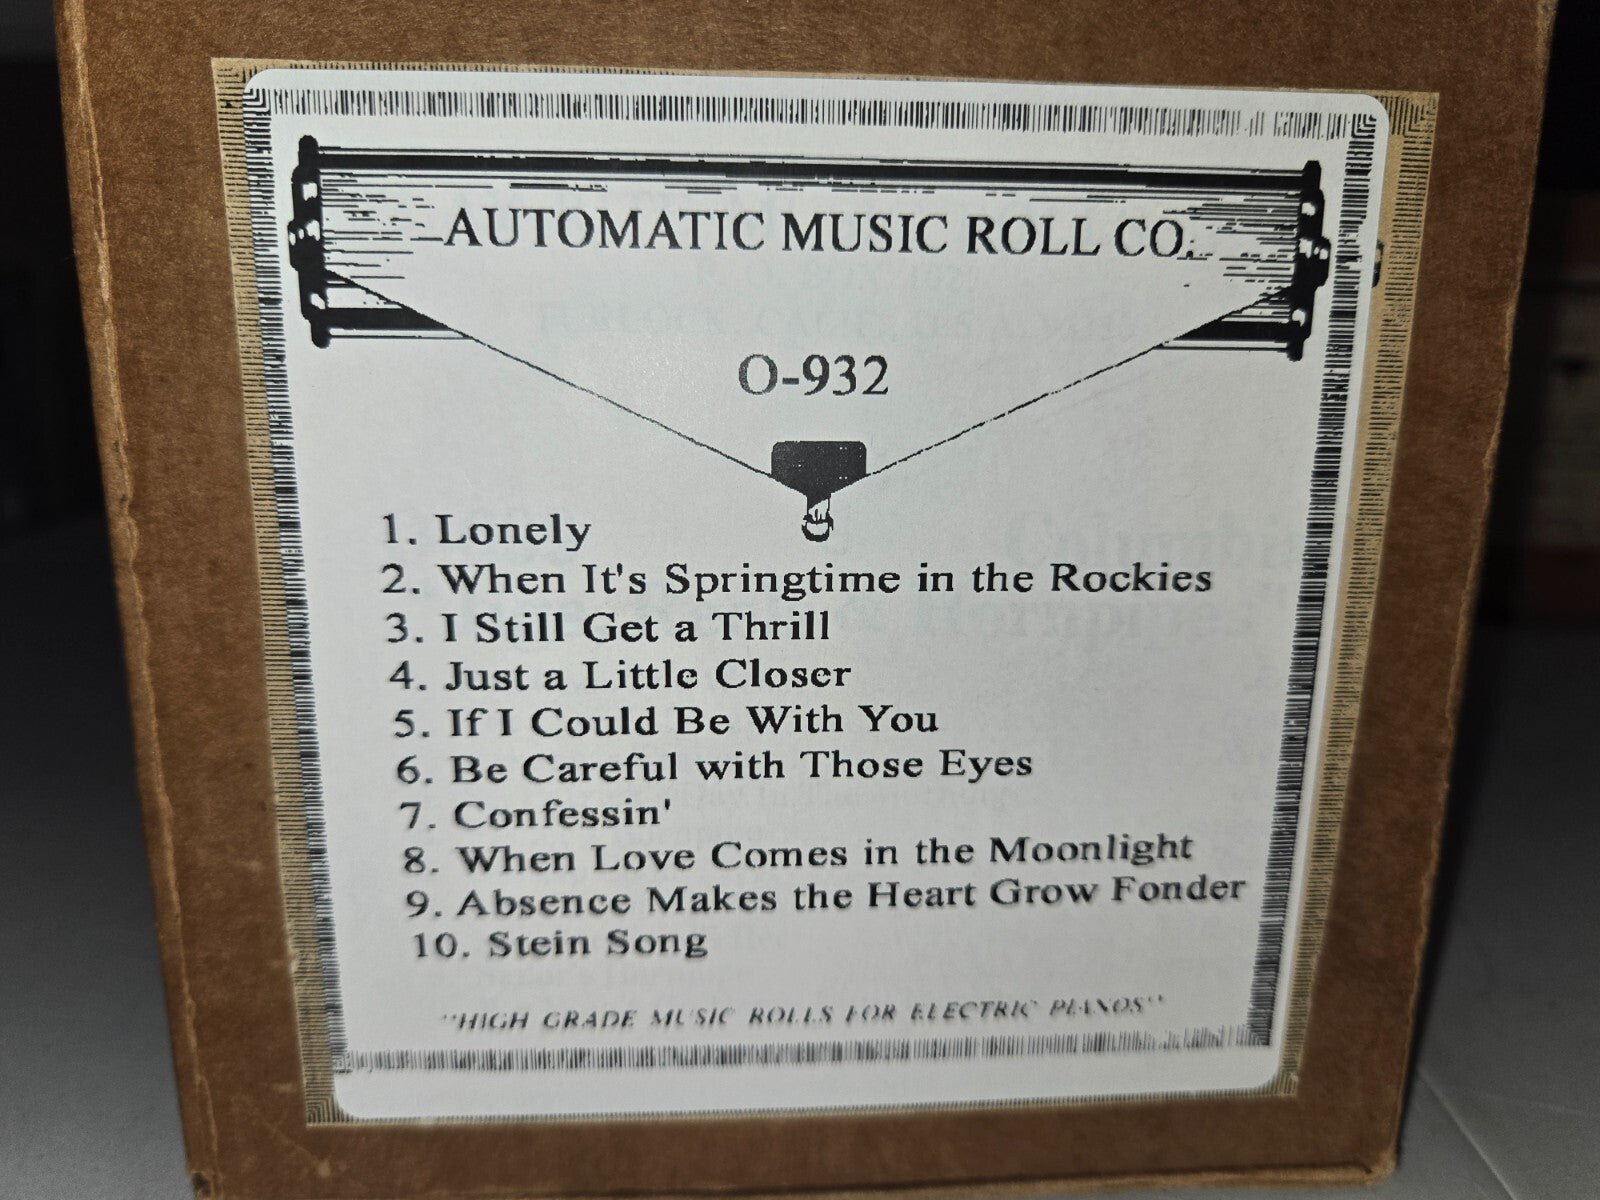 AUTOMATIC MUSIC ROLL CO.
O-932
1. Lonely
2. When It's Springtime in the Rockies
3. I Still Get a Thrill
4. Just a Little Closer
5. If I Could Be With You
6. Be Careful with Those Eyes
7. Confessin'
8. When Love Comes in the Moonlight
9. Absence Makes the Heart Grow Fonder
10. Stein Song
"HIGH GRADE MUSIC ROLLS FOR ELECTRIC PIANOS"